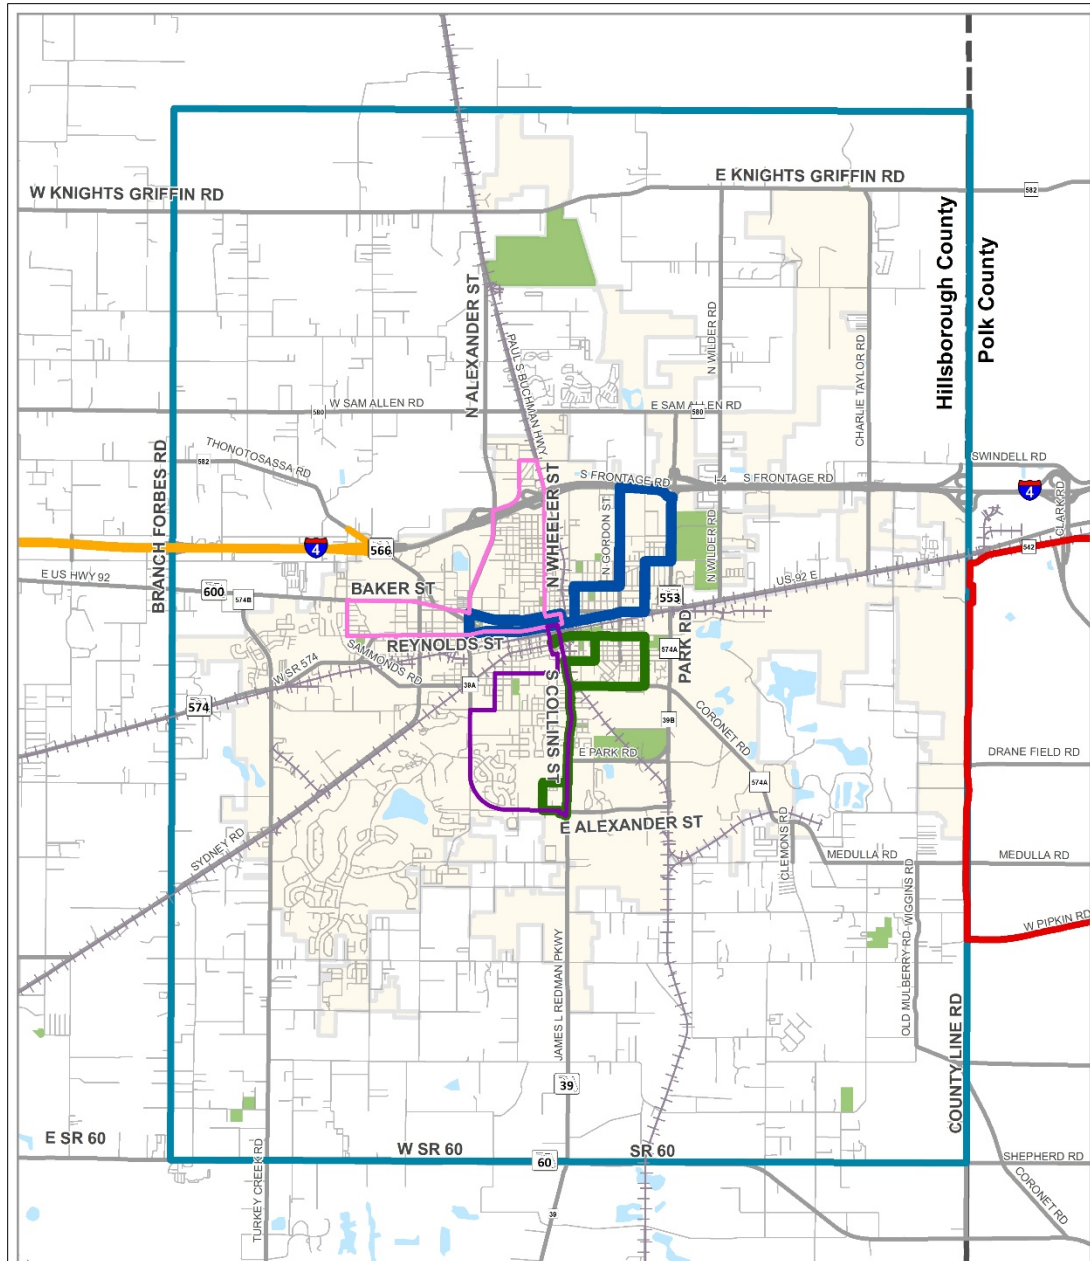 E KNIGHTS GRIFFIN RD
582
W KNIGHTS GRIFFIN RD
Hillsborough County
Polk County
N ALEXANDER ST
N WILDER RD
PAUL S BUCHMAN HWY
CHARLIE TAYLOR RD
W SAM ALLEN RD
580
E SAM ALLEN RD
580
BRANCH FORBES RD
THONOTOSASSA RD
582
SWINDELL RD
S FRONTAGE RD
I-4
S FRONTAGE RD
4
CLARK RD
N WHEELER ST
N GORDON ST
N WILDER RD
4
566
542
E US HWY 92
600
574B
BAKER ST
US 92 E
553
REYNOLDS ST
SAMMONDS RD
W SR 574
574A
PARK RD
39A
574
S COLLINS ST
39B
CORONET RD
E PARK RD
DRANE FIELD RD
574A
E ALEXANDER ST
CLEMONS RD
SYDNEY RD
MEDULLA RD
MEDULLA RD
W PIPKIN RD
OLD MULBERRY RD-WIGGINS RD
JAMES L REDMAN PKWY
COUNTY LINE RD
39
E SR 60
W SR 60
SR 60
60
SHEPHERD RD
TURKEY CREEK RD
CORONET RD
39